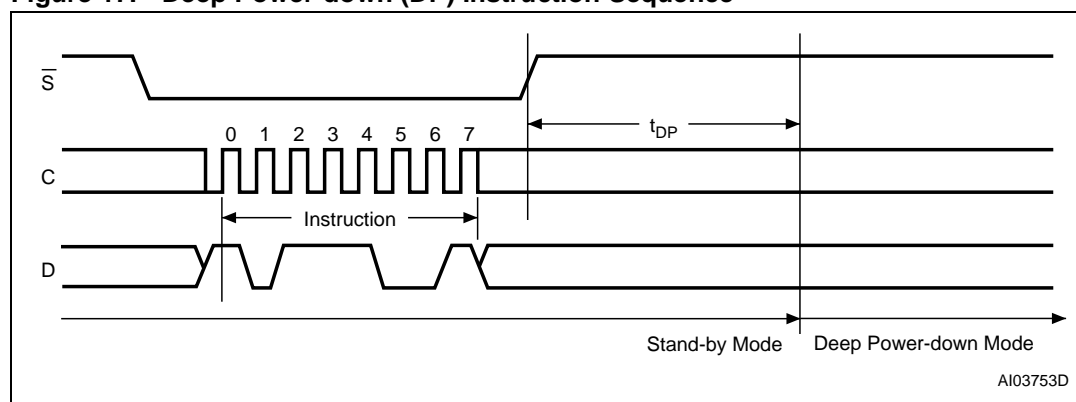 Figure 17. Deep Power-down (DP) Instruction Sequence
S
tDP
0 1 2 3 4 5 6 7
C
Instruction
D
Stand-by Mode Deep Power-down Mode
AI03753D